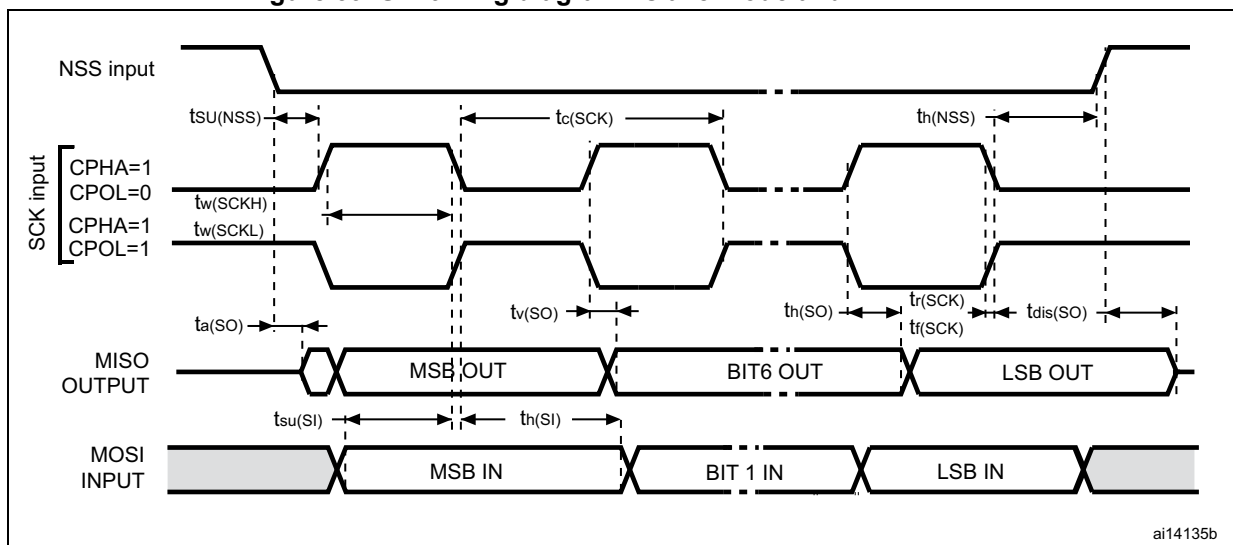 NSS input
tSU(NSS)
tc(SCK)
th(NSS)
SCK input
CPHA=1
CPOL=0
tw(SCKH)
CPHA=1
tw(SCKL)
CPOL=1
ta(SO)
tv(SO)
th(SO)
tr(SCK)
tf(SCK)
tdis(SO)
MISO
OUTPUT
MSB OUT
BIT6 OUT
LSB OUT
tsu(SI)
th(SI)
MOSI
INPUT
MSB IN
BIT 1 IN
LSB IN
ai14135b